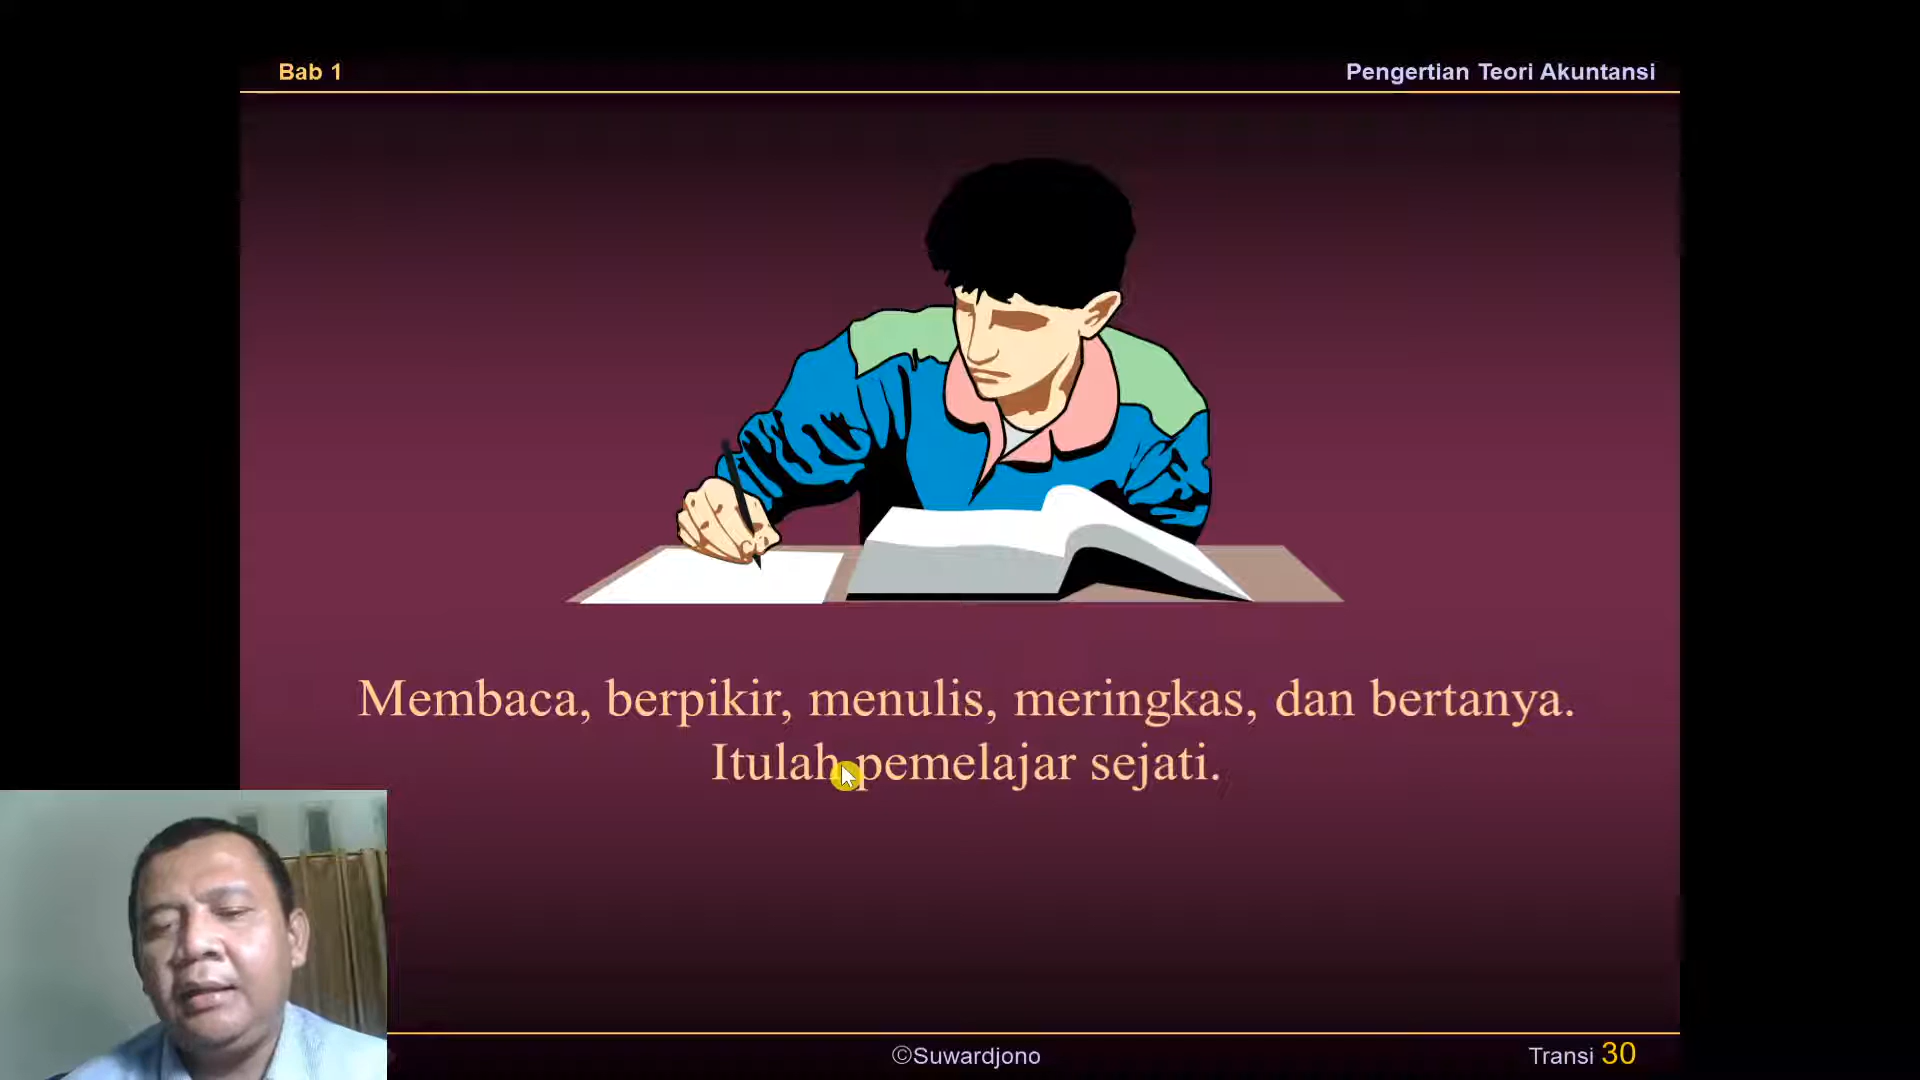 Bab 1
Pengertian Teori Akuntansi
Membaca, berpikir, menulis, meringkas, dan bertanya.
Itulah pemelajar sejati.
©Suwardjono
Transi 30